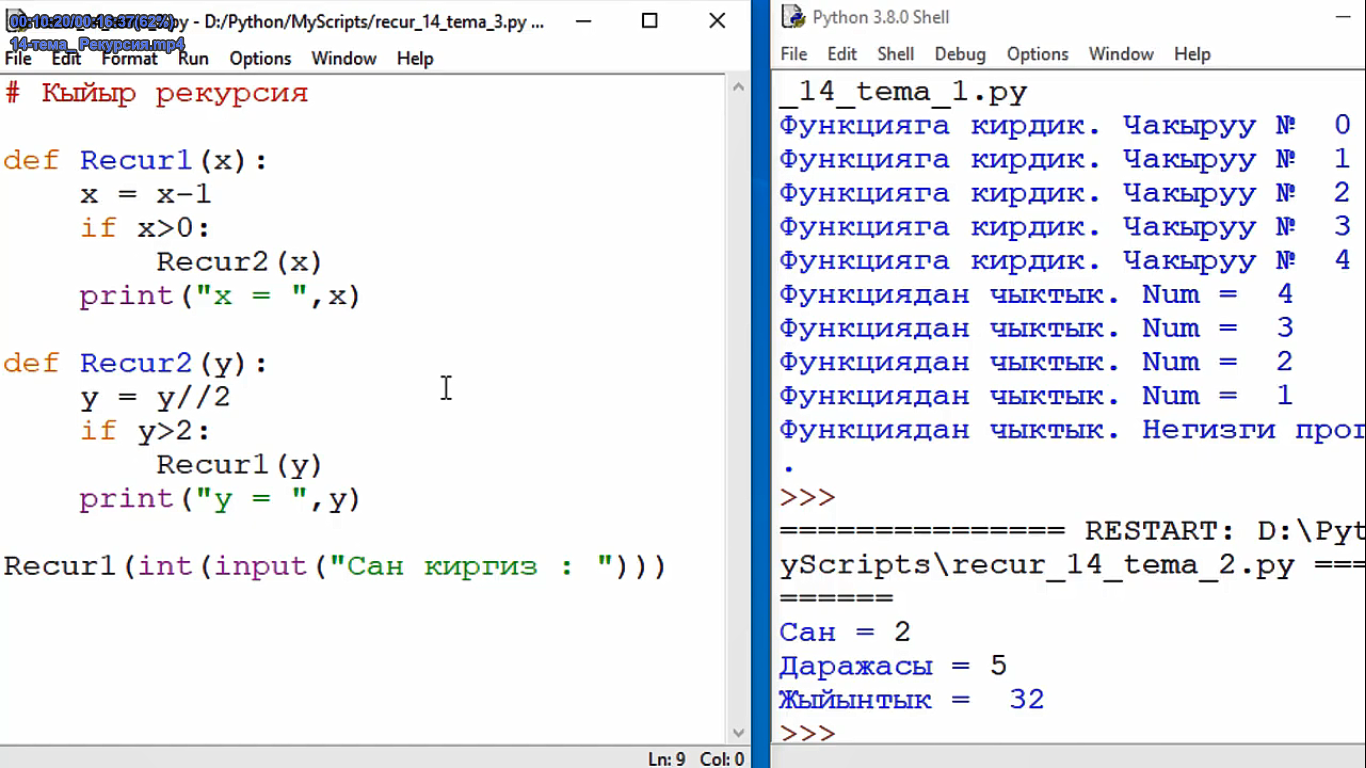 00:10:20/00:16:37(62%)
14-тема_ Рекурсия.mp4
.py - D:/Python/MyScripts/recur_14_tema_3.py ...
File Edit Format Run Options Window Help
# Кыйыр рекурсия
def Recur1(x):
x = x-1
if x>0:
Recur2(x)
print("x = ",x)
def Recur2(y):
y = y//2
if y>2:
Recur1(y)
print("y = ",y)
Recur1(int(input("Сан киргиз : ")))
Ln: 9 Col: 0
Python 3.8.0 Shell
File Edit Shell Debug Options Window Help
_14_tema_1.py
Функцияга кирдик. Чакыруу № 0
Функцияга кирдик. Чакыруу № 1
Функцияга кирдик. Чакыруу № 2
Функцияга кирдик. Чакыруу № 3
Функцияга кирдик. Чакыруу № 4
Функциядан чыктык. Num = 4
Функциядан чыктык. Num = 3
Функциядан чыктык. Num = 2
Функциядан чыктык. Num = 1
Функциядан чыктык. Негизги прог
.
>>>
=============== RESTART: D:\Pyt
yScripts\recur_14_tema_2.py ===
======
Сан = 2
Даражасы = 5
Жыйынтык = 32
>>>